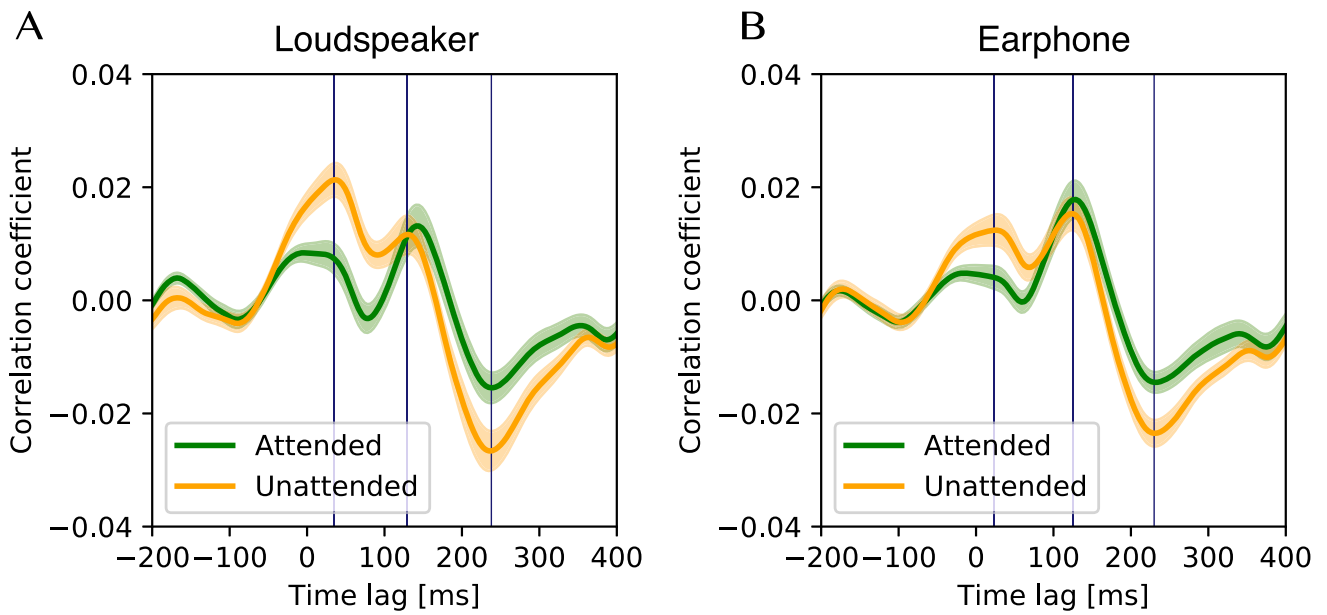 A
Loudspeaker
0.04
0.02
0.00
−0.02
−0.04
Correlation coefficient
Attended
Unattended
−200 −100 0 100 200 300 400
Time lag [ms]
B
Earphone
0.04
0.02
0.00
−0.02
−0.04
Correlation coefficient
Attended
Unattended
−200 −100 0 100 200 300 400
Time lag [ms]